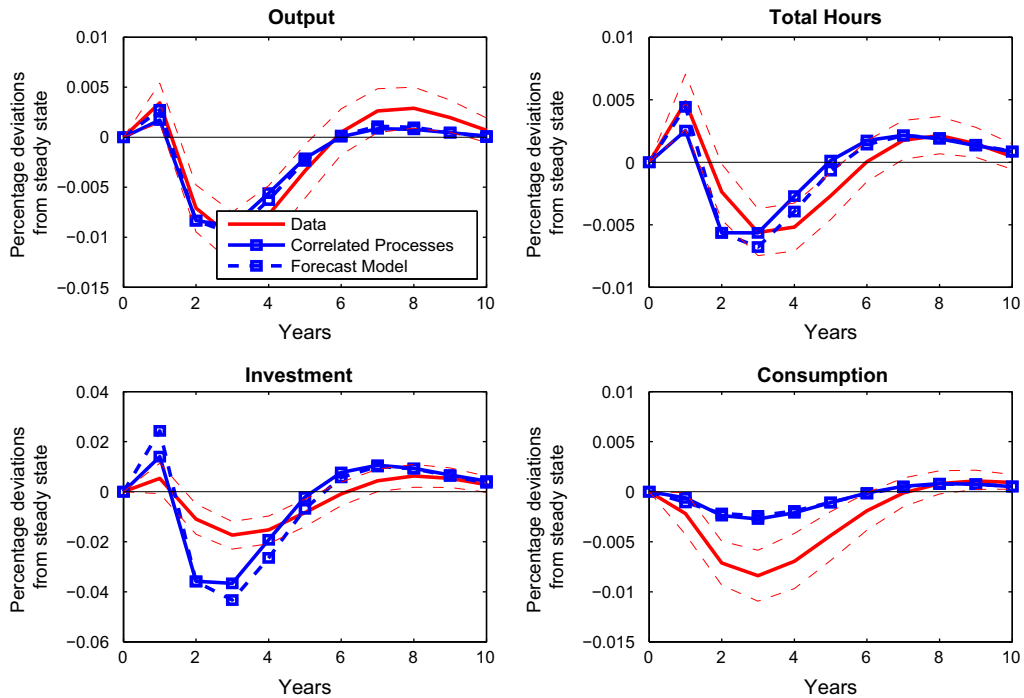 Output
Percentage deviations
from steady state
0.01
0.005
0
−0.005
−0.01
−0.015
Data
Correlated Processes
Forecast Model
0 2 4 6 8 10
Years
Total Hours
Percentage deviations
from steady state
0.01
0.005
0
−0.005
−0.01
0 2 4 6 8 10
Years
Investment
Percentage deviations
from steady state
0.04
0.02
0
−0.02
−0.04
−0.06
0 2 4 6 8 10
Years
Consumption
Percentage deviations
from steady state
0.01
0.005
0
−0.005
−0.01
−0.015
0 2 4 6 8 10
Years